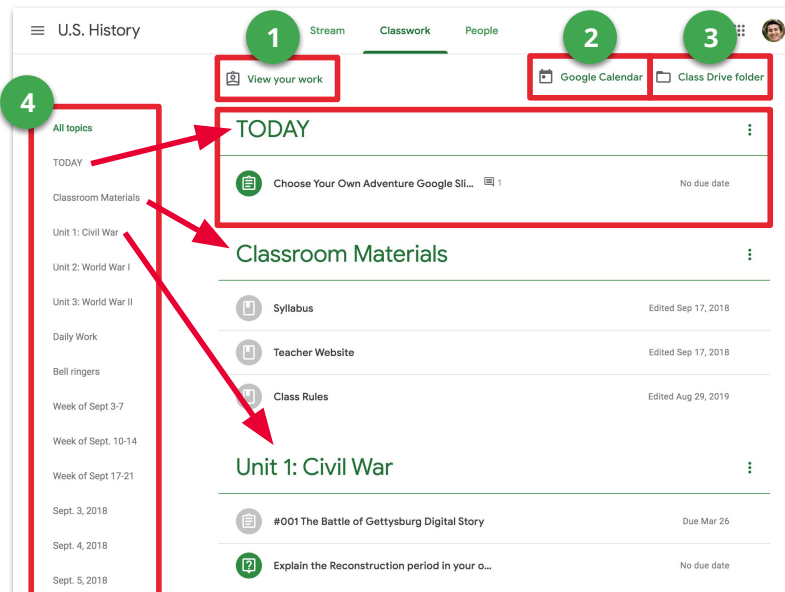 U.S. History
Stream Classwork People
1
2
3
View your work
Google Calendar
Class Drive folder
4
All topics
TODAY
Classroom Materials
Unit 1: Civil War
Unit 2: World War I
Unit 3: World War II
Daily Work
Bell ringers
Week of Sept 3-7
Week of Sept. 10-14
Week of Sept 17-21
Sept. 3, 2018
Sept. 4, 2018
Sept. 5, 2018
TODAY
Choose Your Own Adventure Google Sli... 1 No due date
Classroom Materials
Syllabus Edited Sep 17, 2018
Teacher Website Edited Sep 17, 2018
Class Rules Edited Aug 29, 2019
Unit 1: Civil War
#001 The Battle of Gettysburg Digital Story Due Mar 26
Explain the Reconstruction period in your o... No due date